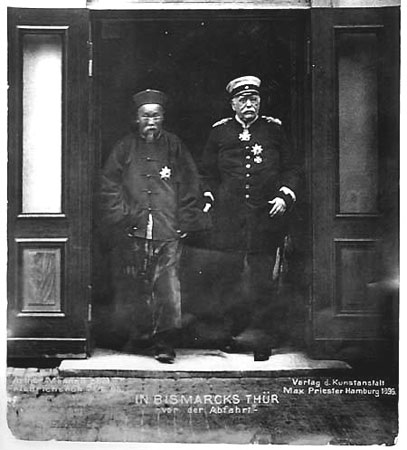 IN BISMARCKS THÜR
-vor der Abfahrt.-
Verlag d. Kunstanstalt
Max Priester Hamburg 1896.